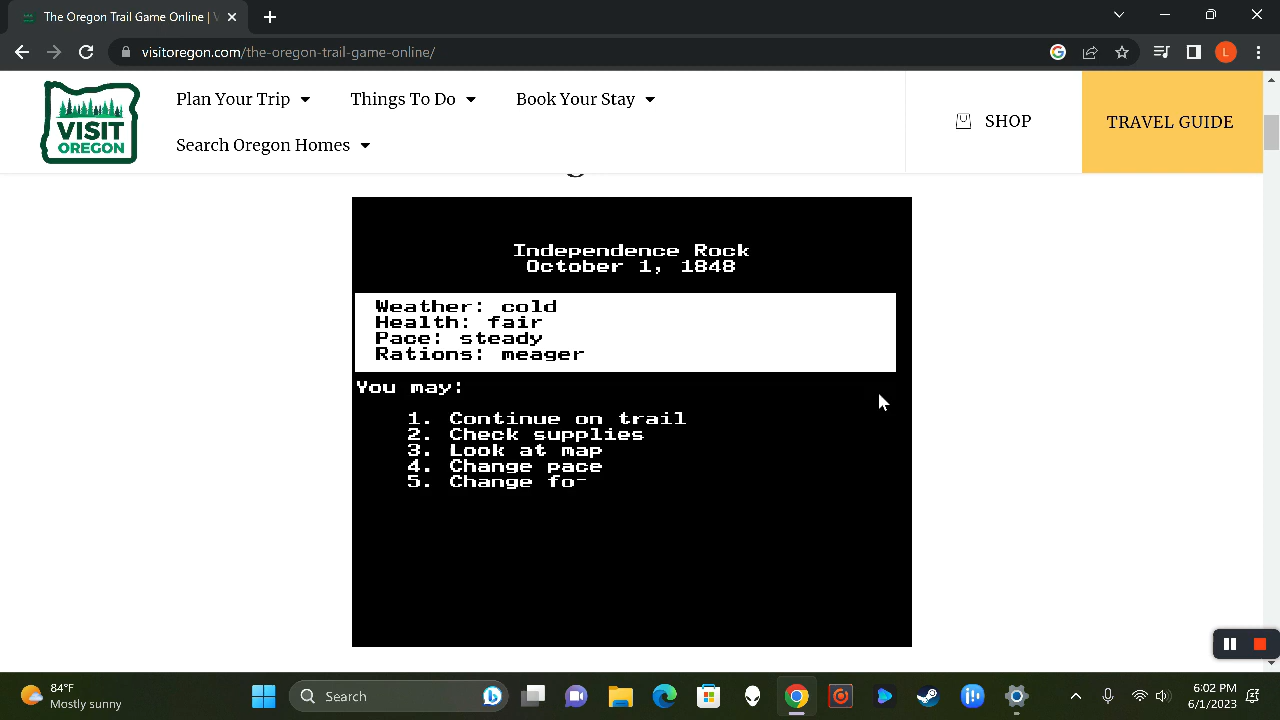 The Oregon Trail Game Online | V
visitoregon.com/the-oregon-trail-game-online/
L
VISIT
OREGON
Plan Your Trip
Things To Do
Book Your Stay
Search Oregon Homes
SHOP
TRAVEL GUIDE
Independence Rock
October 1, 1848
Weather: cold
Health: fair
Pace: steady
Rations: meager
You may:
1. Continue on trail
2. Check supplies
3. Look at map
4. Change pace
5. Change fo
84°F
Mostly sunny
Search
6:02 PM
6/1/2023